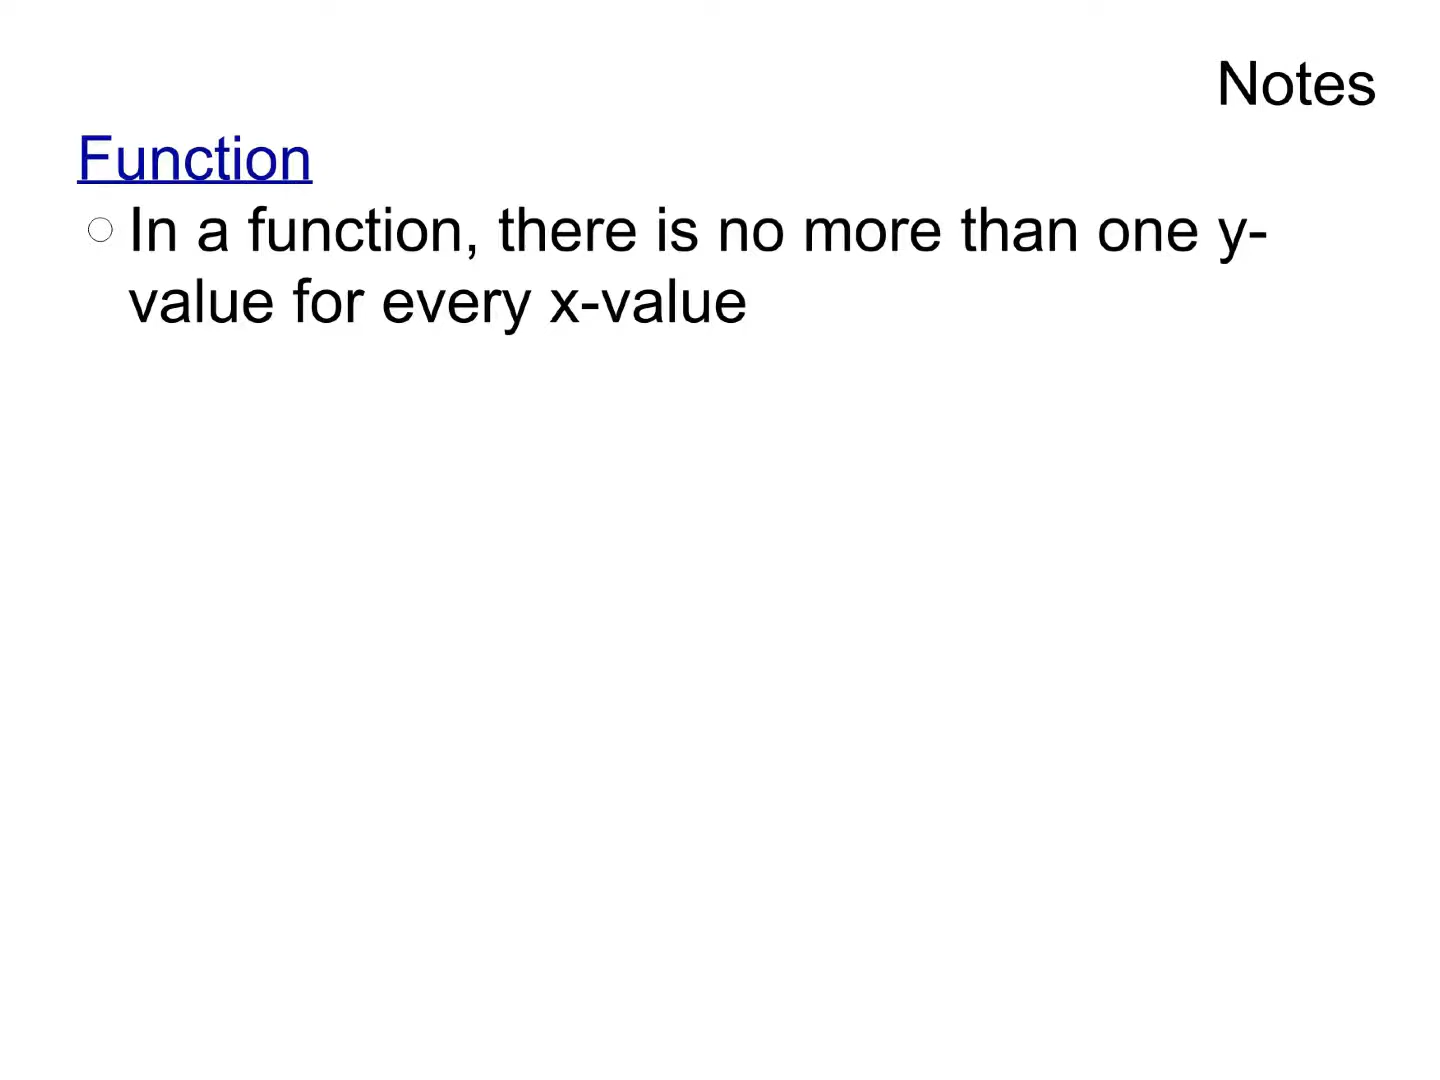 Notes
Function
In a function, there is no more than one y-
value for every x-value